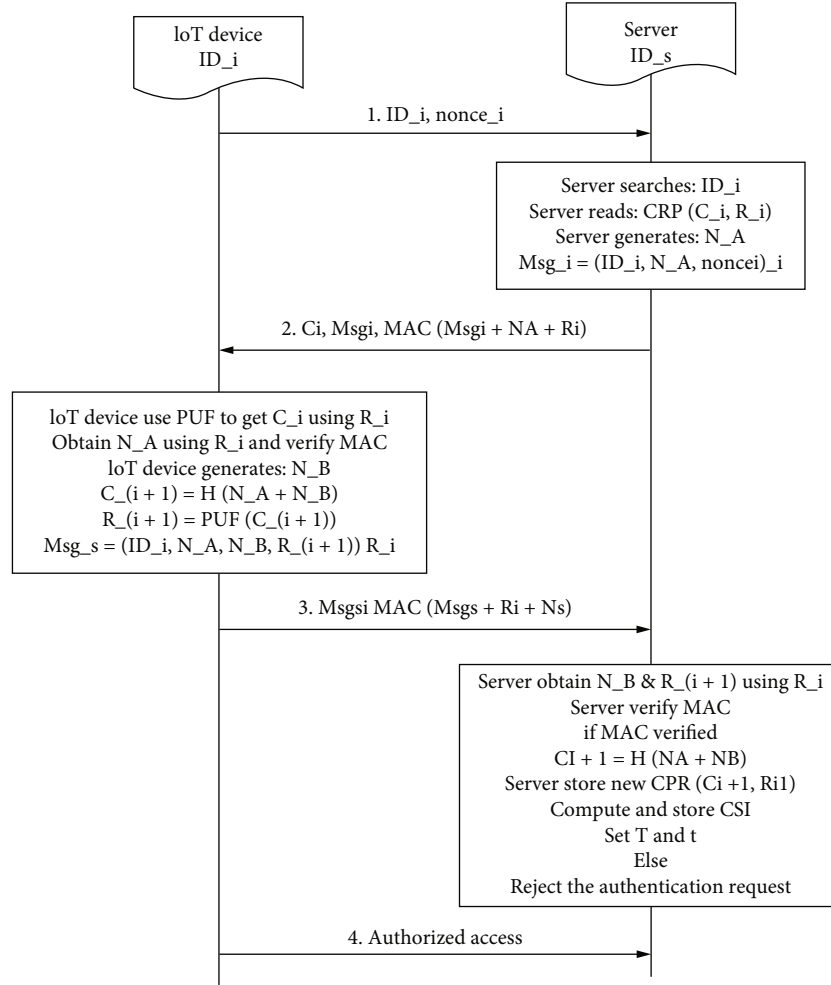 loT device
ID_i
Server
ID_s
1. ID_i, nonce_i
Server searches: ID_i
Server reads: CRP (C_i, R_i)
Server generates: N_A
Msg_i = (ID_i, N_A, noncei)_i
2. Ci, Msgi, MAC (Msgi + NA + Ri)
loT device use PUF to get C_i using R_i
Obtain N_A using R_i and verify MAC
loT device generates: N_B
C_(i + 1) = H (N_A + N_B)
R_(i + 1) = PUF (C_(i + 1))
Msg_s = (ID_i, N_A, N_B, R_(i + 1)) R_i
3. Msgsi MAC (Msgs + Ri + Ns)
Server obtain N_B & R_(i + 1) using R_i
Server verify MAC
if MAC verified
CI + 1 = H (NA + NB)
Server store new CPR (Ci +1, Ri1)
Compute and store CSI
Set T and t
Else
Reject the authentication request
4. Authorized access